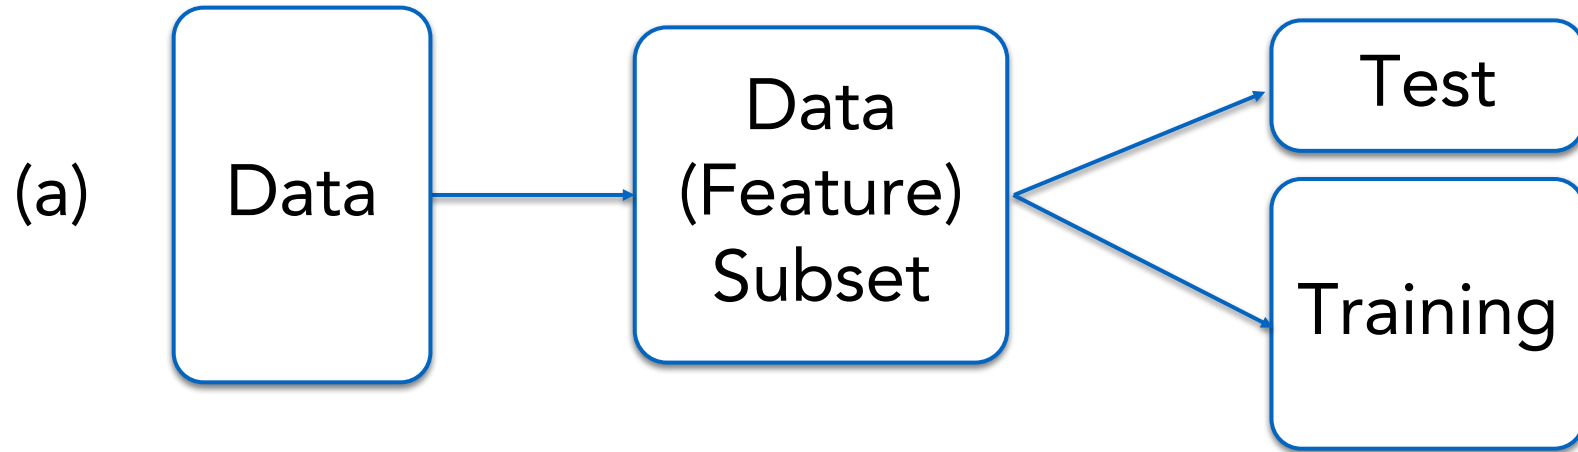 (a)
Data
Data
(Feature)
Subset
Test
Training